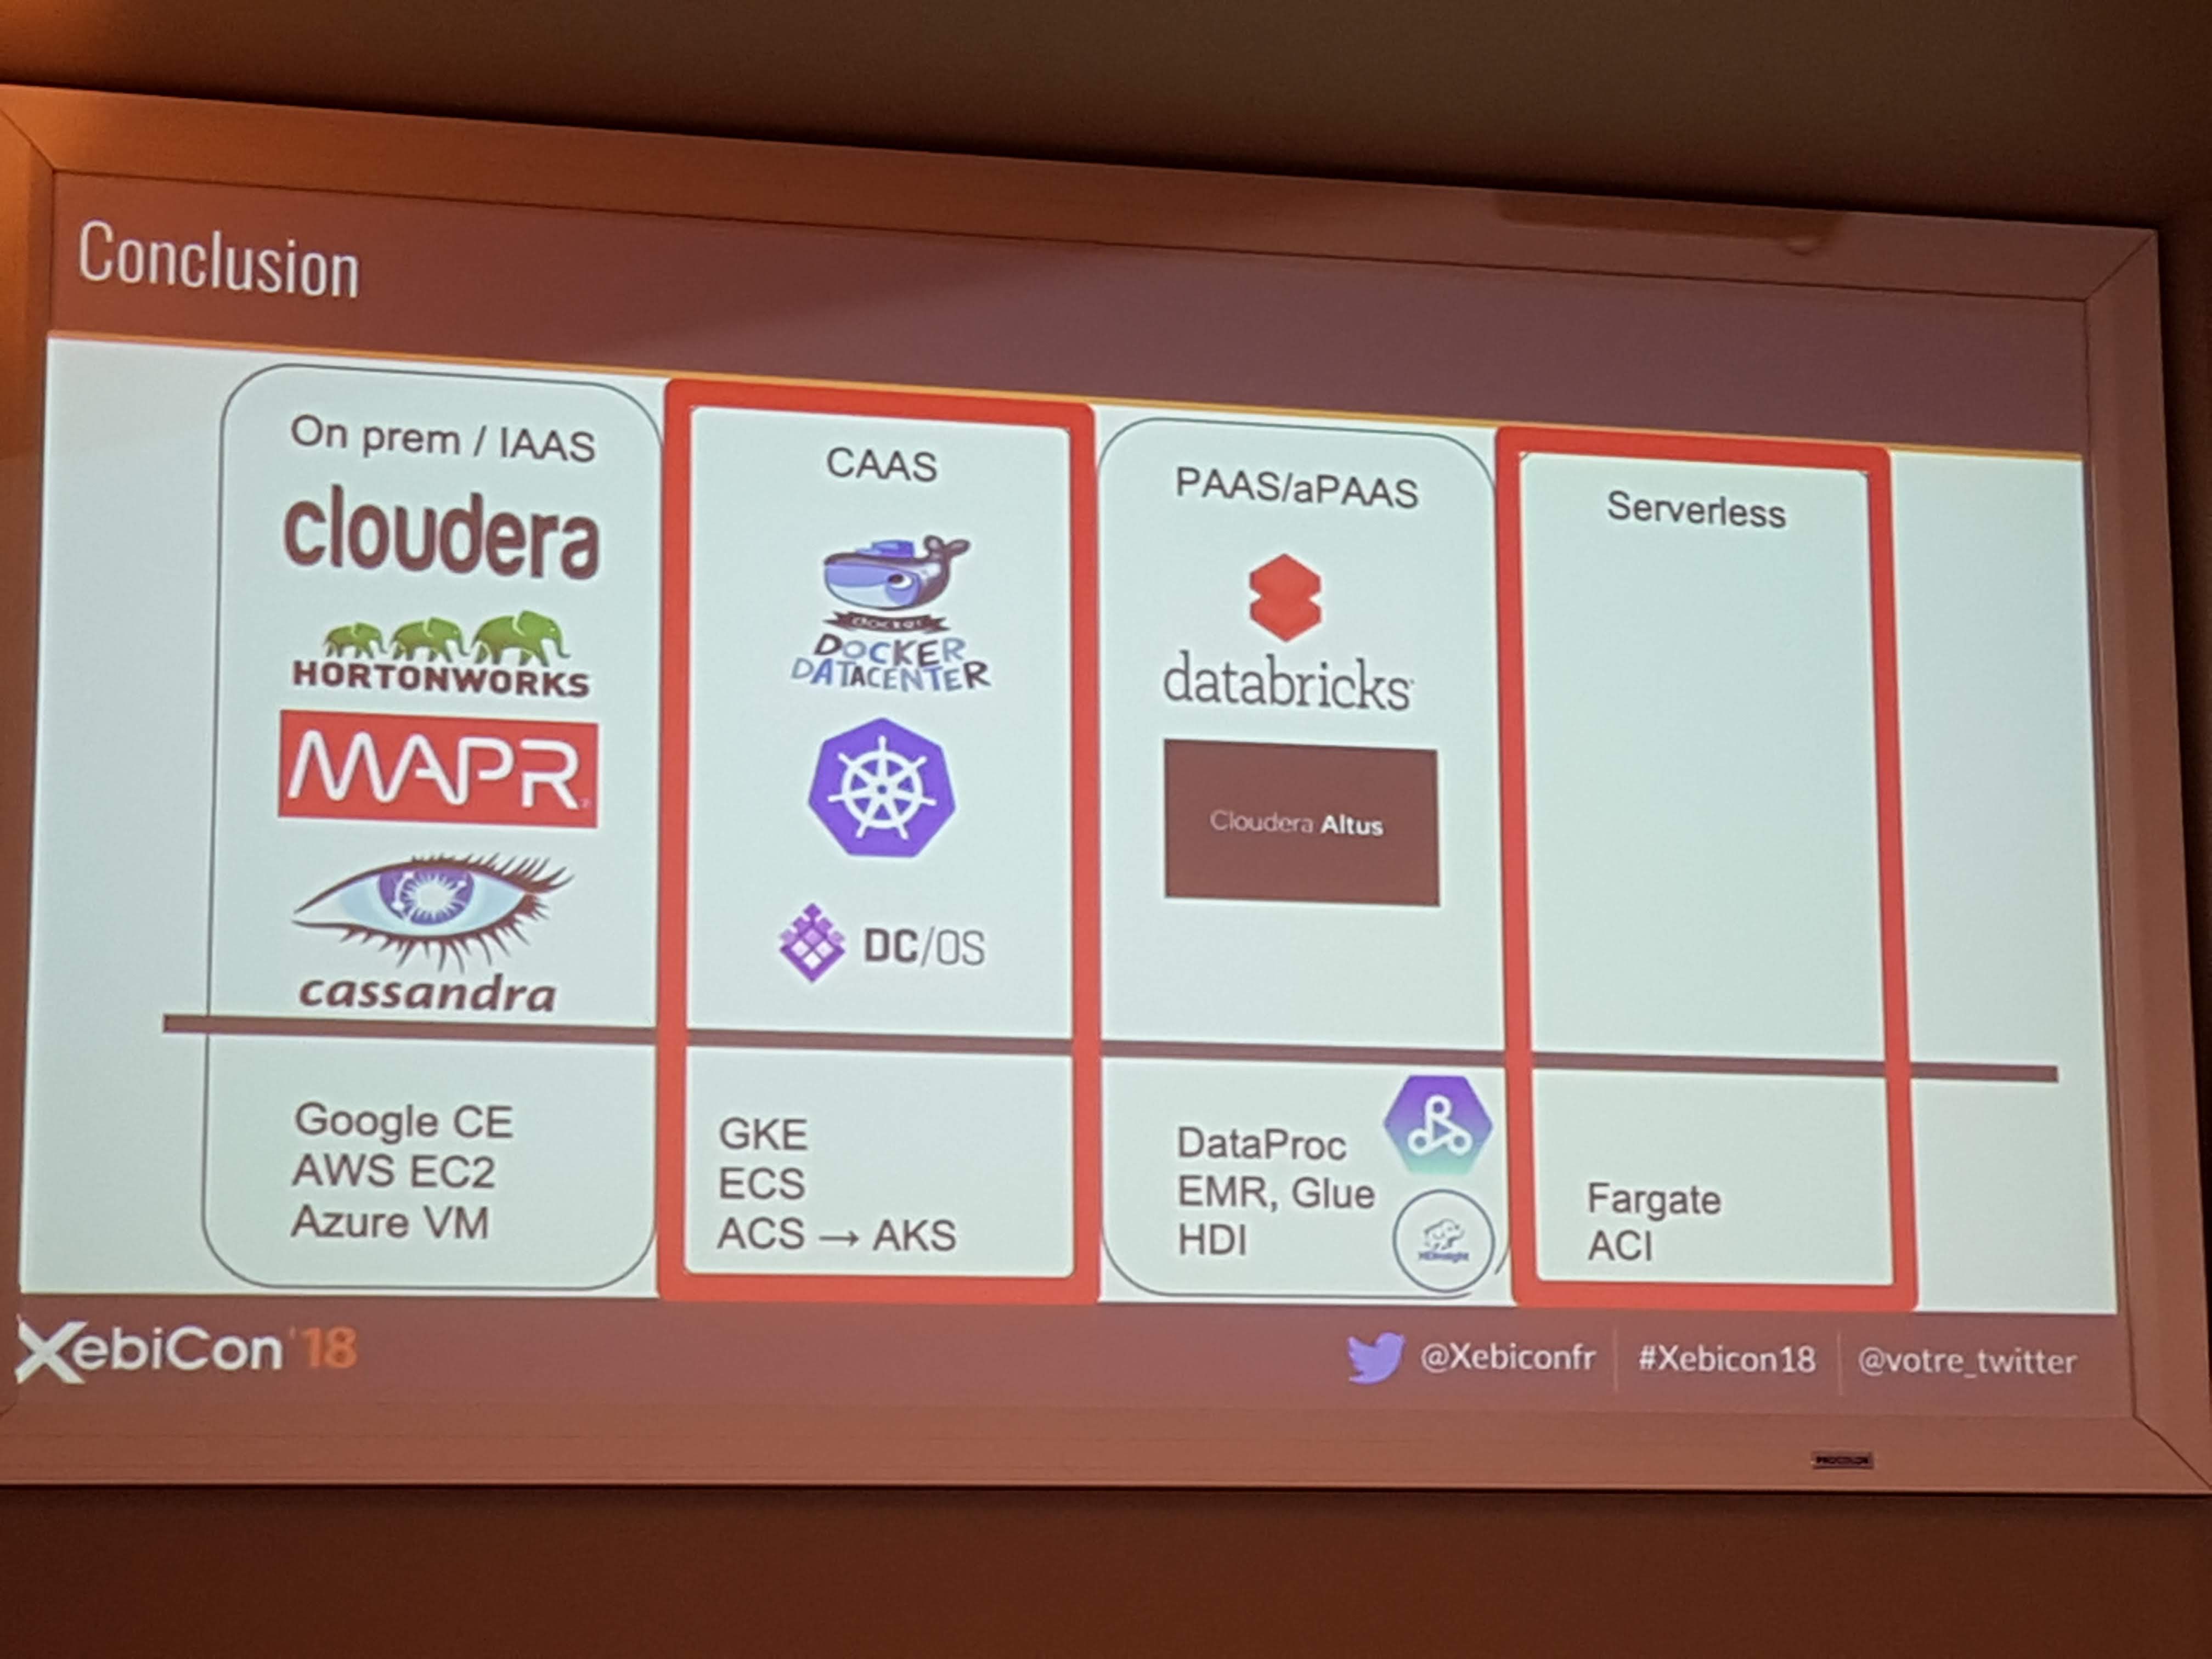 Conclusion
On prem / IAAS
cloudera
HORTONWORKS
MAPR
cassandra
Google CE
AWS EC2
Azure VM
CAAS
docker
DOCKER
DATACENTER
DC/OS
GKE
ECS
ACS → AKS
PAAS/aPAAS
databricks
Cloudera Altus
DataProc
EMR, Glue
HDI
HDInsight
Serverless
Fargate
ACI
XebiCon'18
@Xebiconfr
#Xebicon18
@votre_twitter